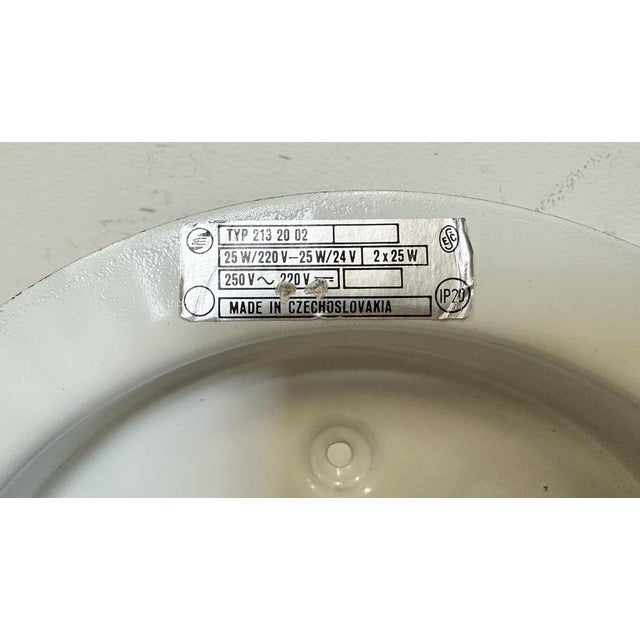 TYP 213 20 02
25 W/220 V—25 W/24 V 2 x 25 W
250 V ~ 220 V ⎓
MADE IN CZECHOSLOVAKIA
IP20